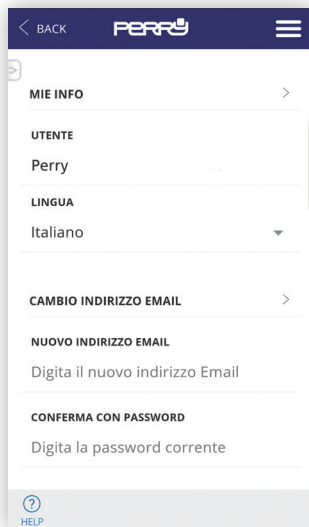 BACK
PERRY
MIE INFO
UTENTE
Perry
LINGUA
Italiano
CAMBIO INDIRIZZO EMAIL
NUOVO INDIRIZZO EMAIL
Digita il nuovo indirizzo Email
CONFERMA CON PASSWORD
Digita la password corrente
HELP